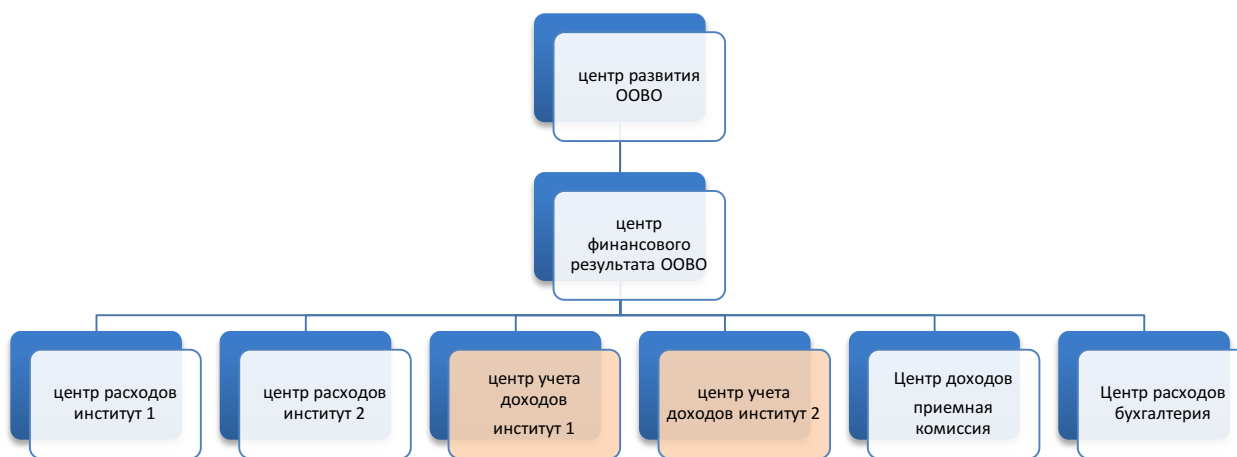 центр развития
ООВО
центр
финансового
результата ООВО
центр расходов
институт 1
центр расходов
институт 2
центр учета
доходов
институт 1
центр учета
доходов институт 2
Центр доходов
приемная
комиссия
Центр расходов
бухгалтерия